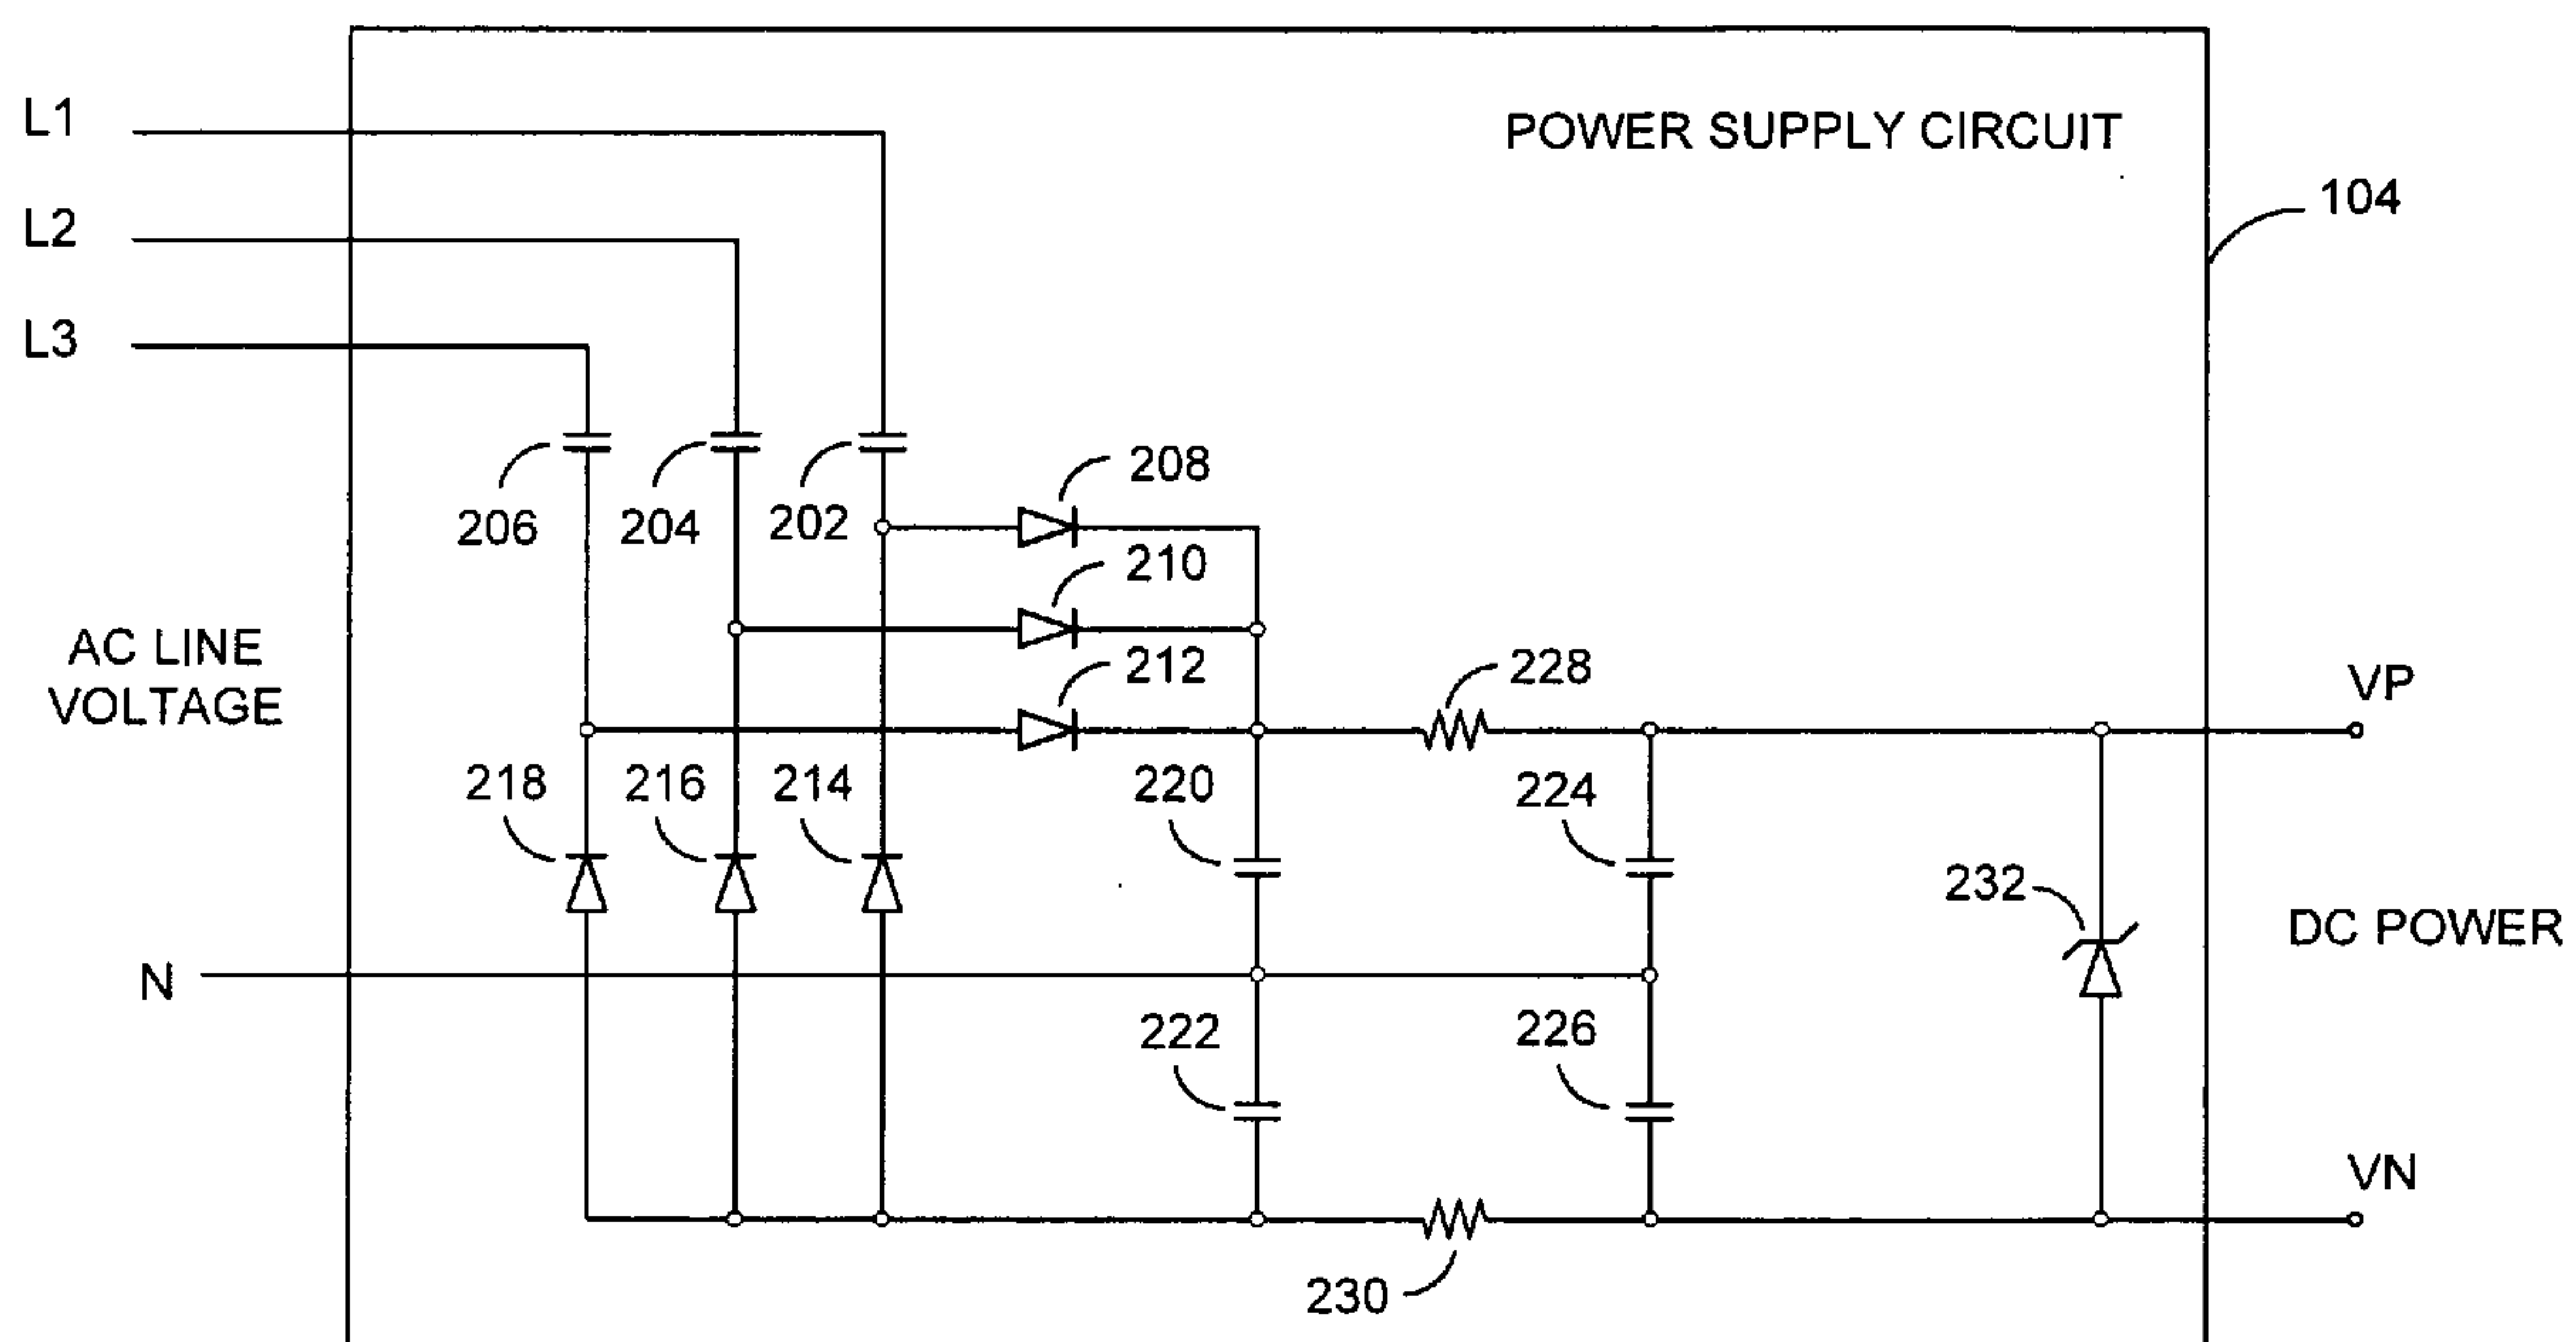 L1
POWER SUPPLY CIRCUIT
104
L2
L3
208
206
204
202
210
AC LINE
VOLTAGE
212
228
VP
218
216
214
220
224
232
DC POWER
N
222
226
VN
230